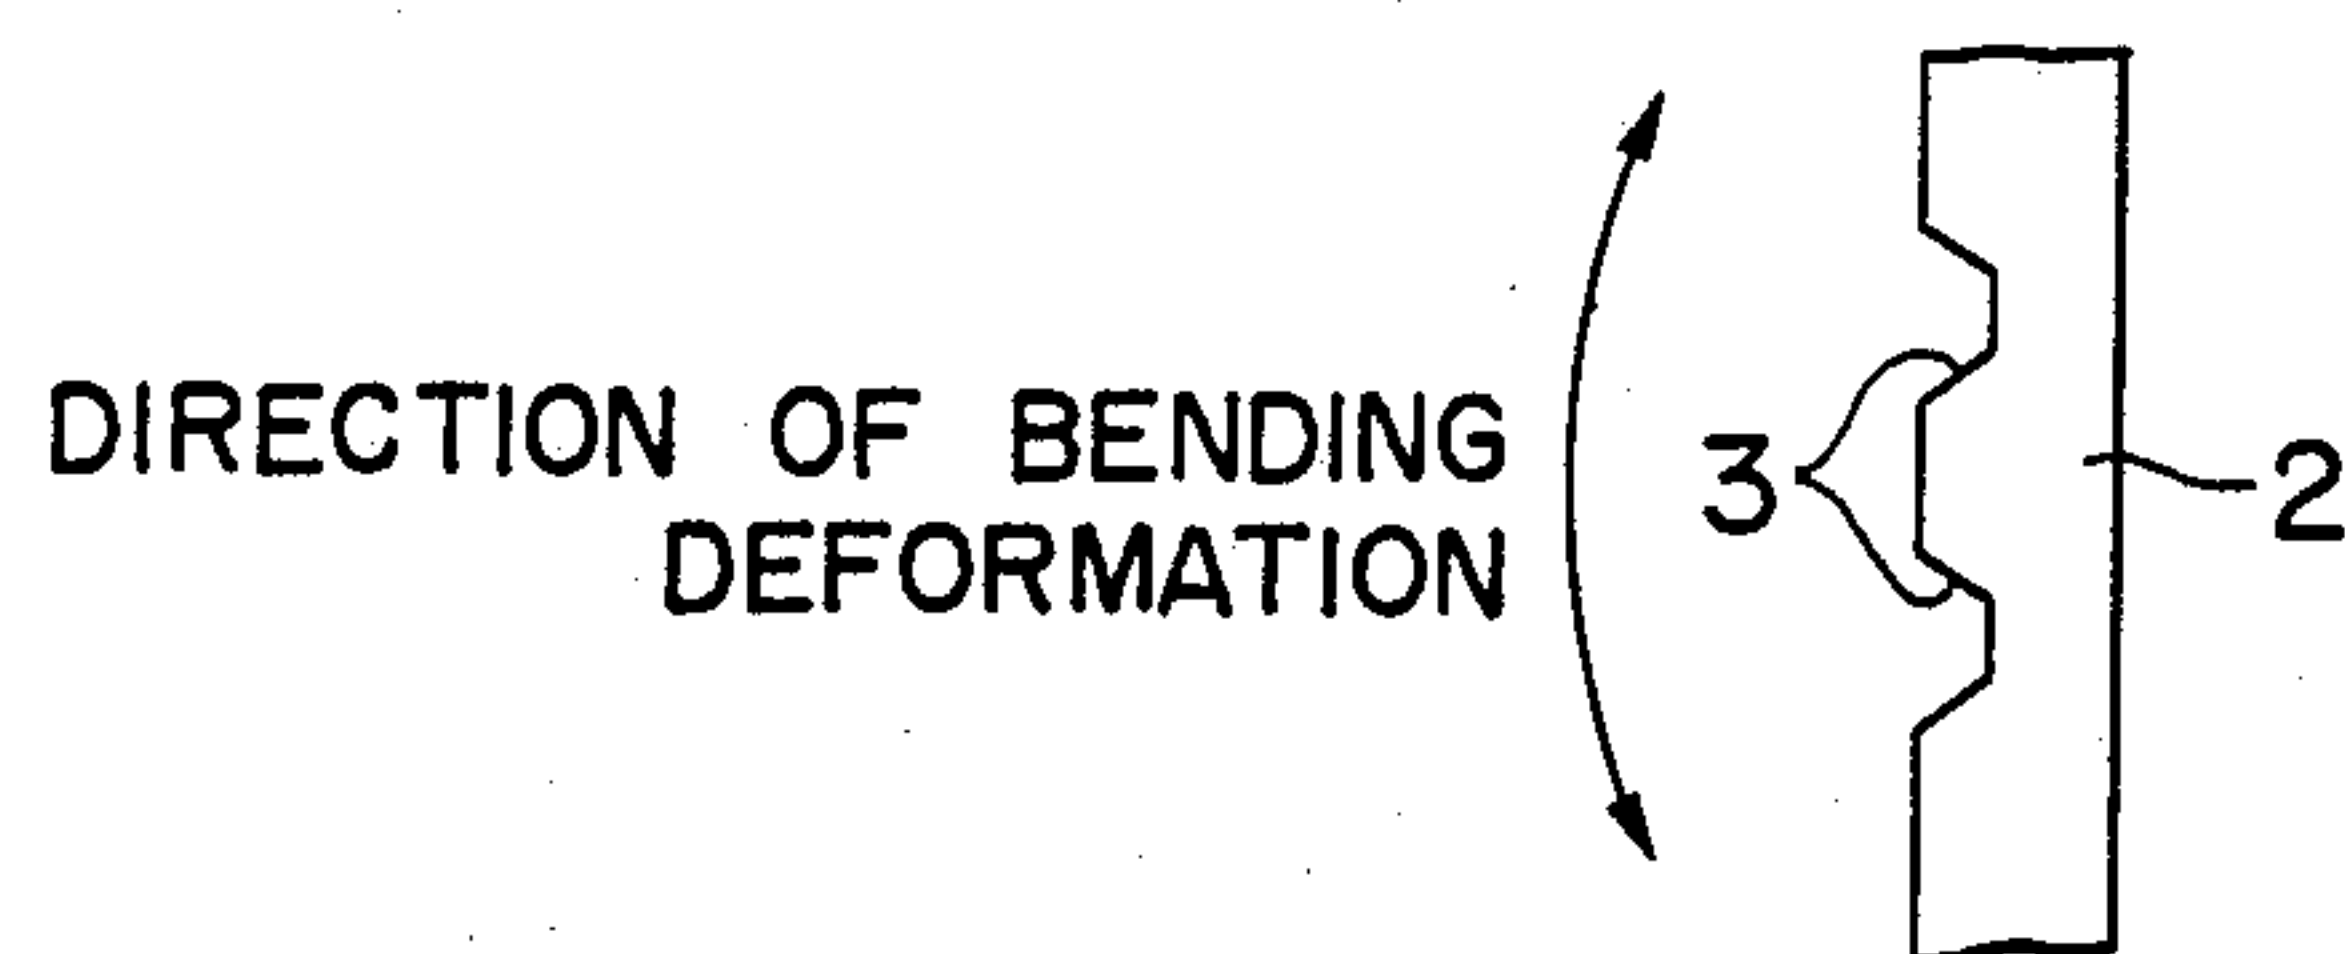 DIRECTION OF BENDING
DEFORMATION
3
2